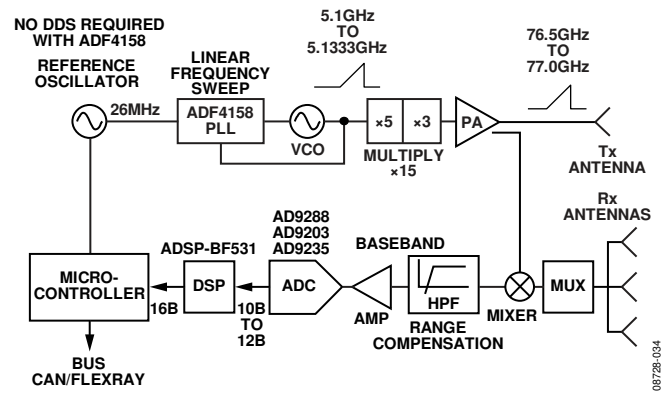 NO DDS REQUIRED
WITH ADF4158
REFERENCE
OSCILLATOR
26MHz
LINEAR
FREQUENCY
SWEEP
ADF4158
PLL
VCO
5.1GHz
TO
5.1333GHz
×5
×3
MULTIPLY
×15
PA
76.5GHz
TO
77.0GHz
Tx
ANTENNA
Rx
ANTENNAS
MICRO-
CONTROLLER
16B
BUS
CAN/FLEXRAY
ADSP-BF531
DSP
10B
TO
12B
AD9288
AD9203
AD9235
ADC
AMP
BASEBAND
HPF
RANGE
COMPENSATION
MIXER
MUX
08728-034